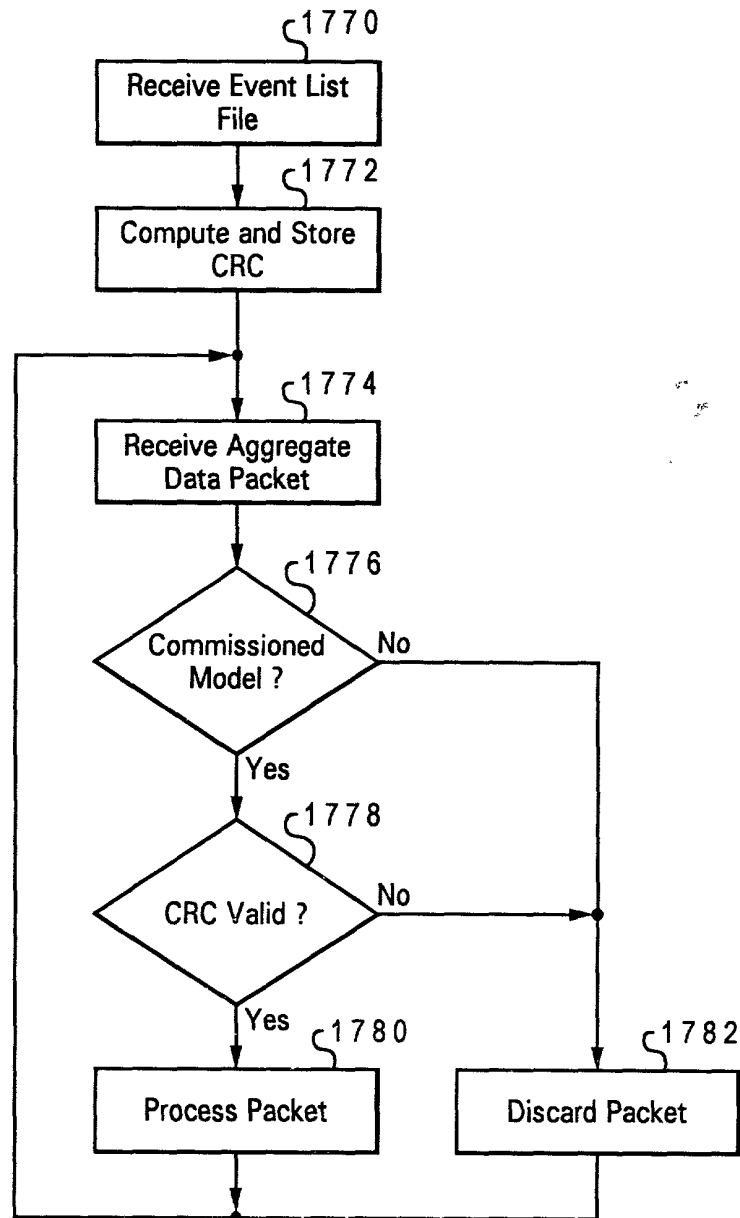 1770
Receive Event List
File
1772
Compute and Store
CRC
1774
Receive Aggregate
Data Packet
1776
Commissioned
Model ?
No
Yes
1778
CRC Valid ?
No
Yes
1780
Process Packet
1782
Discard Packet